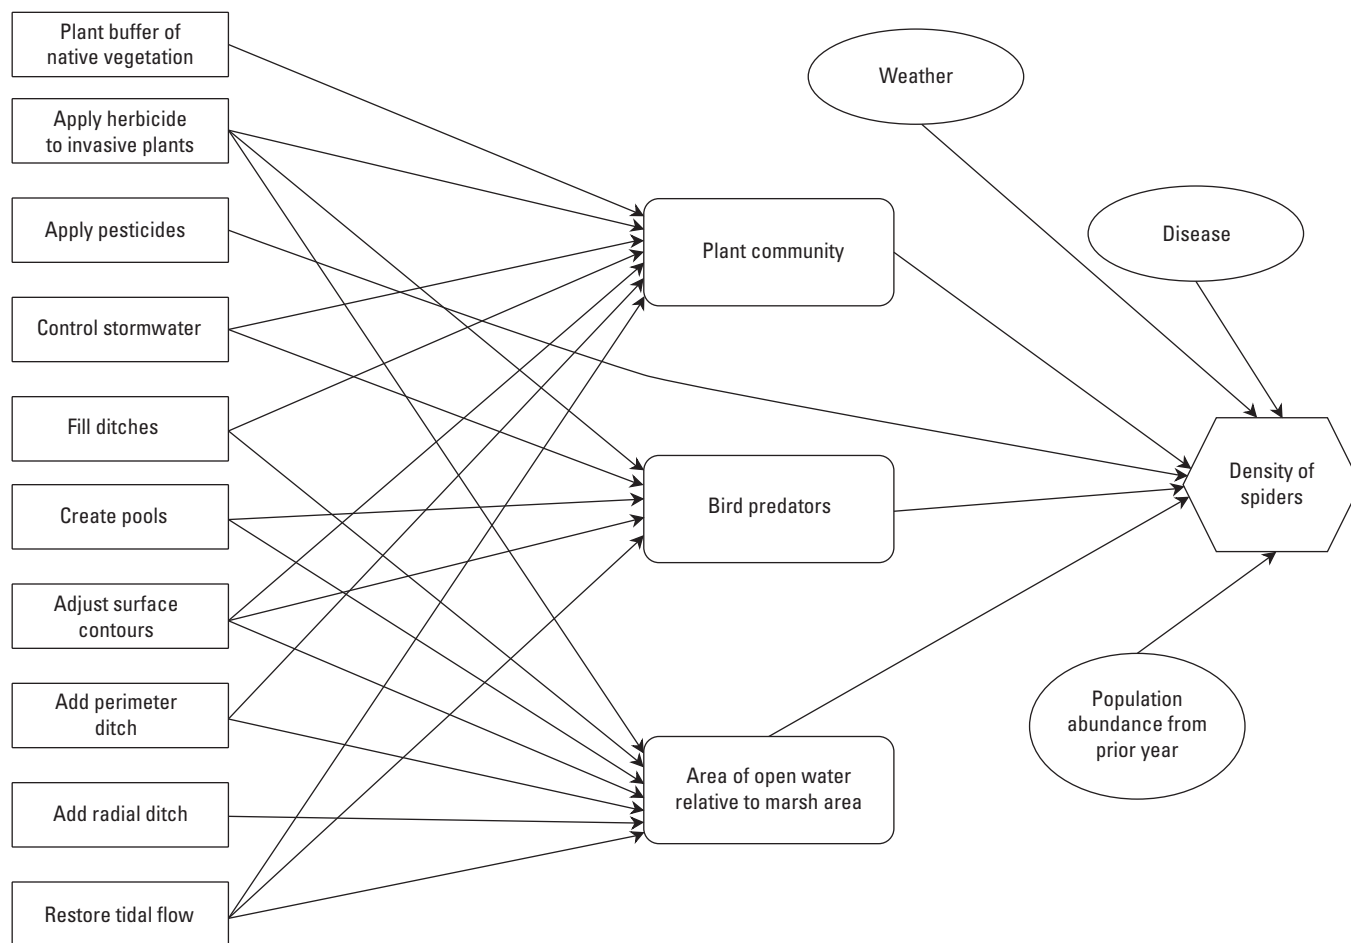 Plant buffer of
native vegetation
Apply herbicide
to invasive plants
Apply pesticides
Control stormwater
Fill ditches
Create pools
Adjust surface
contours
Add perimeter
ditch
Add radial ditch
Restore tidal flow
Plant community
Bird predators
Area of open water
relative to marsh area
Weather
Disease
Density of
spiders
Population
abundance from
prior year